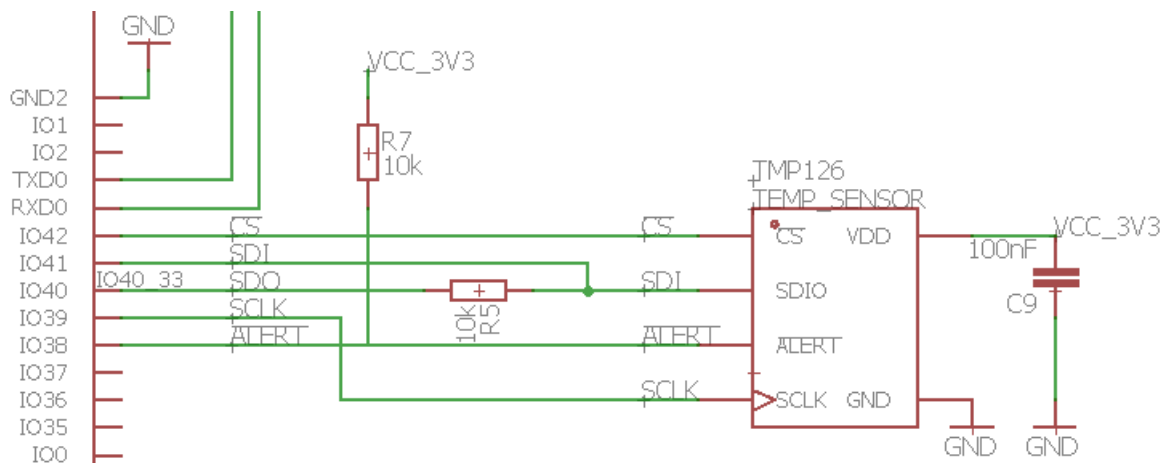 GND
VCC_3V3
GND2
IO1
R7
IO2
10k
TMP126
TXD0
TEMP_SENSOR
RXD0
IO42 CS CS CS VDD VCC_3V3
100nF
IO41 SDI
IO40_33
IO40 SDO SDI SDIO
C9
IO39 SCLK
10k
R5
IO38 ALERT ALERT ALERT
IO37
IO36 SCLK SCLK GND
IO35
GND GND
IO0